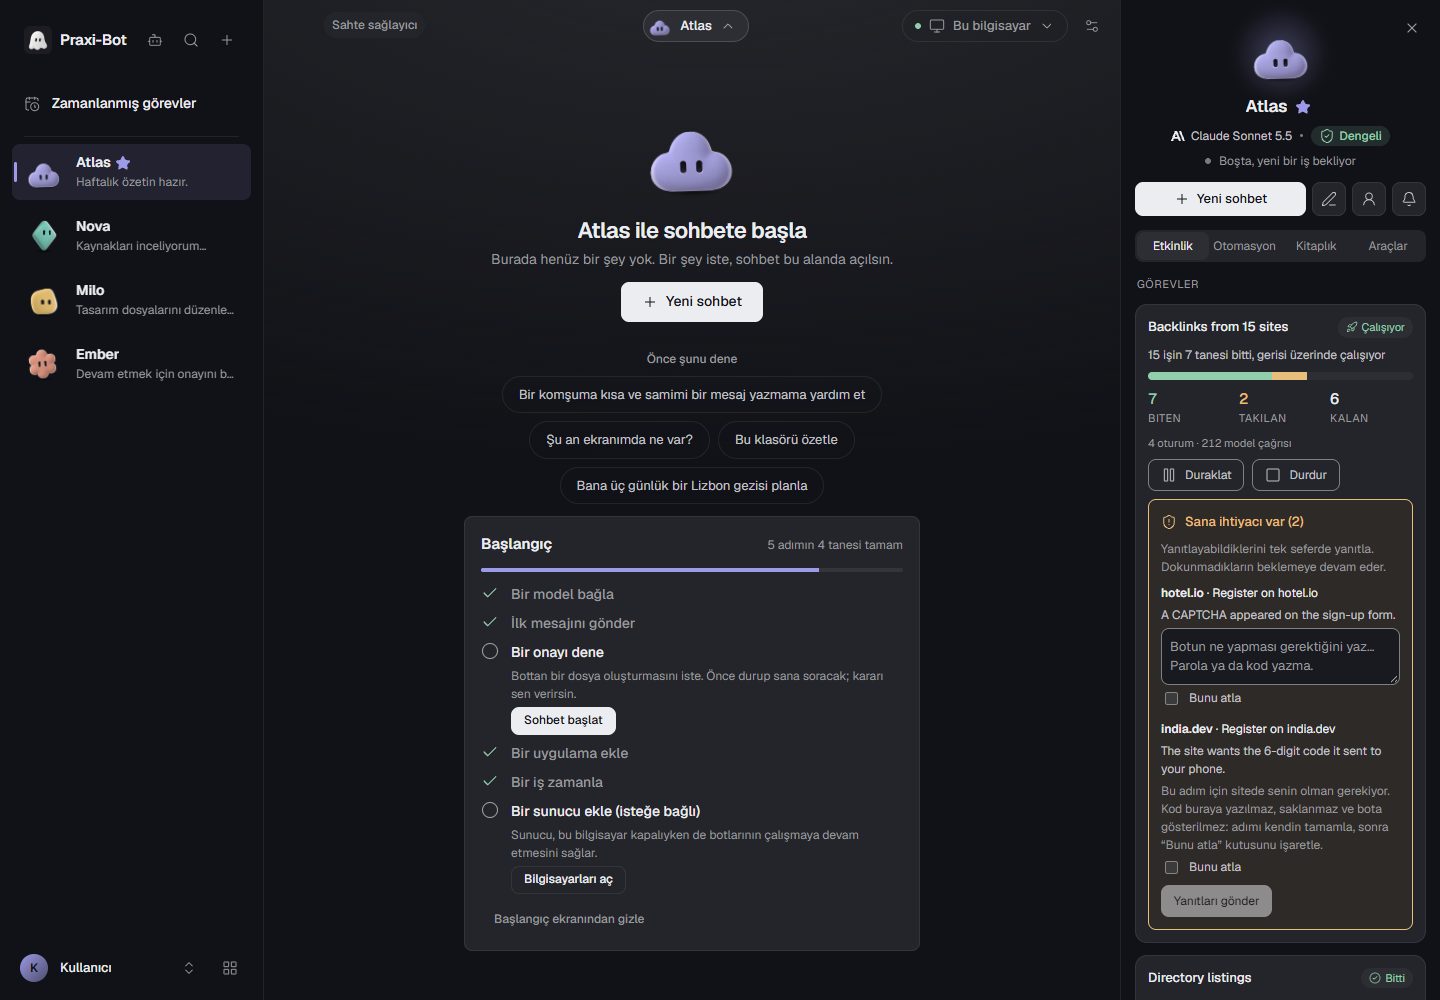 Praxi-Bot
Zamanlanmış görevler
Atlas
Haftalık özetin hazır.
Nova
Kaynakları inceliyorum...
Milo
Tasarım dosyalarını düzenle...
Ember
Devam etmek için onayını b...
K
Kullanıcı
Sahte sağlayıcı
Atlas
Bu bilgisayar
Atlas ile sohbete başla
Burada henüz bir şey yok. Bir şey iste, sohbet bu alanda açılsın.
Yeni sohbet
Önce şunu dene
Bir komşuma kısa ve samimi bir mesaj yazmama yardım et
Şu an ekranımda ne var?
Bu klasörü özetle
Bana üç günlük bir Lizbon gezisi planla
Başlangıç
5 adımın 4 tanesi tamam
Bir model bağla
İlk mesajını gönder
Bir onayı dene
Bottan bir dosya oluşturmasını iste. Önce durup sana soracak; kararı
sen verirsin.
Sohbet başlat
Bir uygulama ekle
Bir iş zamanla
Bir sunucu ekle (isteğe bağlı)
Sunucu, bu bilgisayar kapalıyken de botlarının çalışmaya devam
etmesini sağlar.
Bilgisayarları aç
Başlangıç ekranından gizle
Atlas
Claude Sonnet 5.5 •
Dengeli
Boşta, yeni bir iş bekliyor
Yeni sohbet
Etkinlik
Otomasyon
Kitaplık
Araçlar
GÖREVLER
Backlinks from 15 sites
Çalışıyor
15 işin 7 tanesi bitti, gerisi üzerinde çalışıyor
7
2
6
BITEN
TAKILAN
KALAN
4 oturum · 212 model çağrısı
Duraklat
Durdur
Sana ihtiyacı var (2)
Yanıtlayabildiklerini tek seferde yanıtla.
Dokunmadıkların beklemeye devam eder.
hotel.io · Register on hotel.io
A CAPTCHA appeared on the sign-up form.
Botun ne yapması gerektiğini yaz...
Parola ya da kod yazma.
Bunu atla
india.dev · Register on india.dev
The site wants the 6-digit code it sent to
your phone.
Bu adım için sitede senin olman gerekiyor.
Kod buraya yazılmaz, saklanmaz ve bota
gösterilmez: adımı kendin tamamla, sonra
“Bunu atla” kutusunu işaretle.
Bunu atla
Yanıtları gönder
Directory listings
Bitti